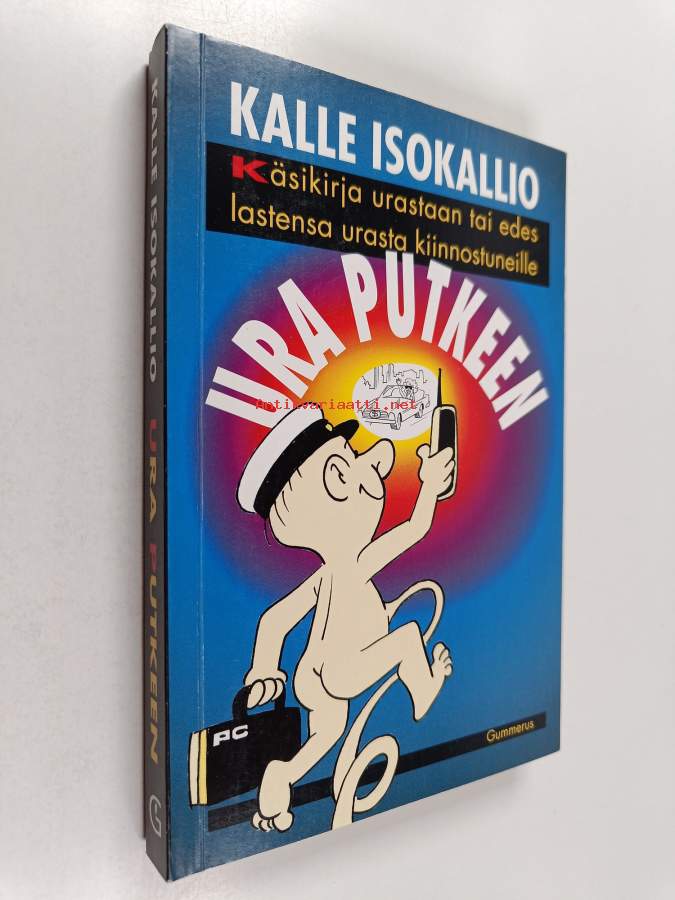 KALLE ISOKALLIO
Käsikirja urastaan tai edes
lastensa urasta kiinnostuneille
URA PUTKEEN
Antikvariaatti.net
PC
Gummerus
KALLE ISOKALLIO URA PUTKEEN G